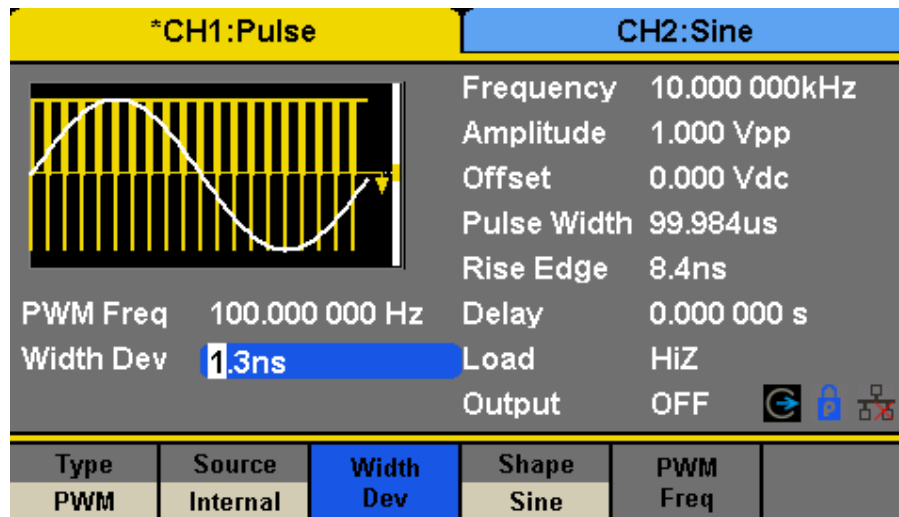 *CH1:Pulse
CH2:Sine
Frequency 10.000 000kHz
Amplitude 1.000 Vpp
Offset 0.000 Vdc
Pulse Width 99.984us
Rise Edge 8.4ns
PWM Freq 100.000 000 Hz
Delay 0.000 000 s
Width Dev 1.3ns
Load HiZ
Output OFF
P
Type
PWM
Source
Internal
Width
Dev
Shape
Sine
PWM
Freq